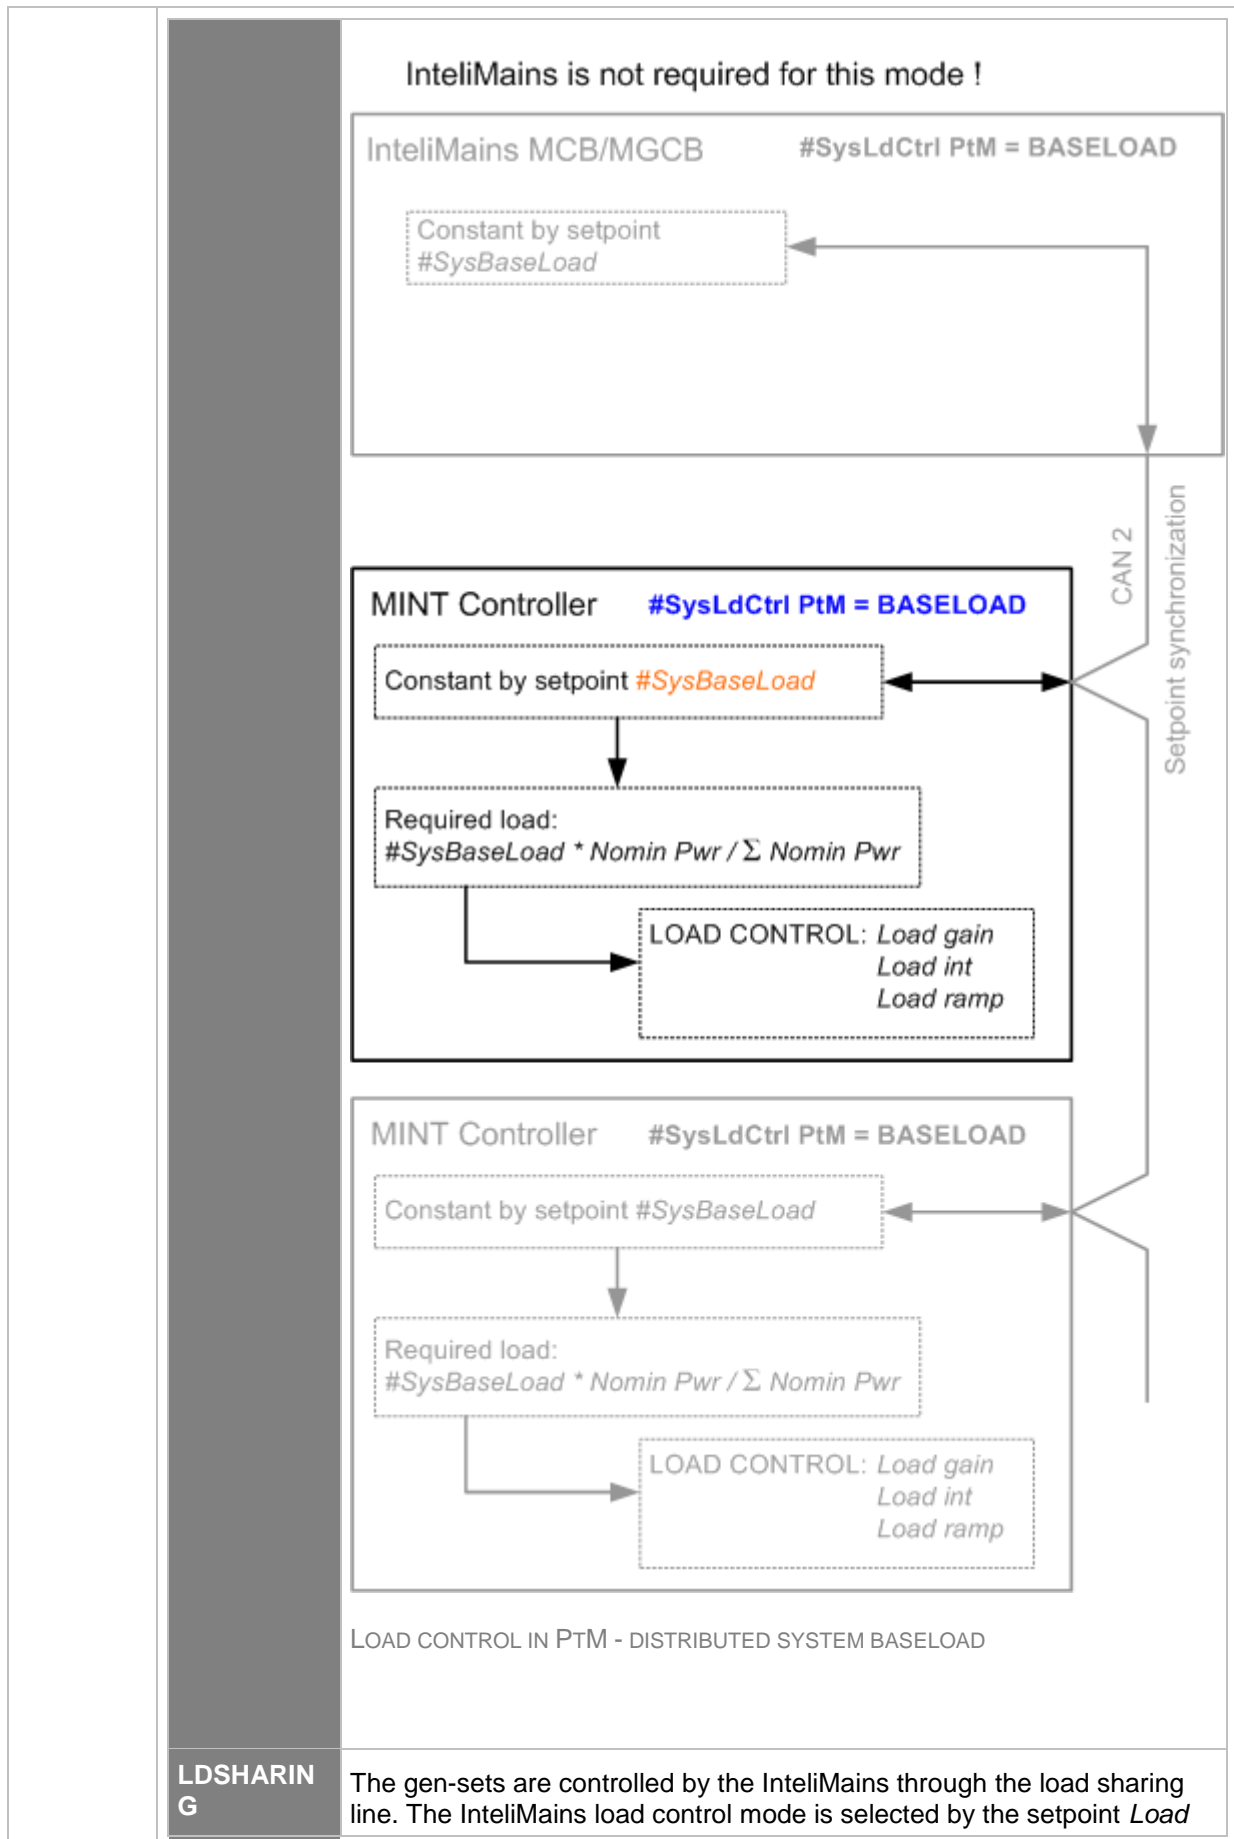 InteliMains is not required for this mode !
InteliMains MCB/MGCB #SysLdCtrl PtM = BASELOAD
Constant by setpoint
#SysBaseLoad
CAN 2
Setpoint synchronization
MINT Controller #SysLdCtrl PtM = BASELOAD
Constant by setpoint #SysBaseLoad
Required load:
#SysBaseLoad * Nomin Pwr / Σ Nomin Pwr
LOAD CONTROL: Load gain
Load int
Load ramp
MINT Controller #SysLdCtrl PtM = BASELOAD
Constant by setpoint #SysBaseLoad
Required load:
#SysBaseLoad * Nomin Pwr / Σ Nomin Pwr
LOAD CONTROL: Load gain
Load int
Load ramp
LOAD CONTROL IN PTM - DISTRIBUTED SYSTEM BASELOAD
LDSHARIN
G
The gen-sets are controlled by the InteliMains through the load sharing
line. The InteliMains load control mode is selected by the setpoint Load